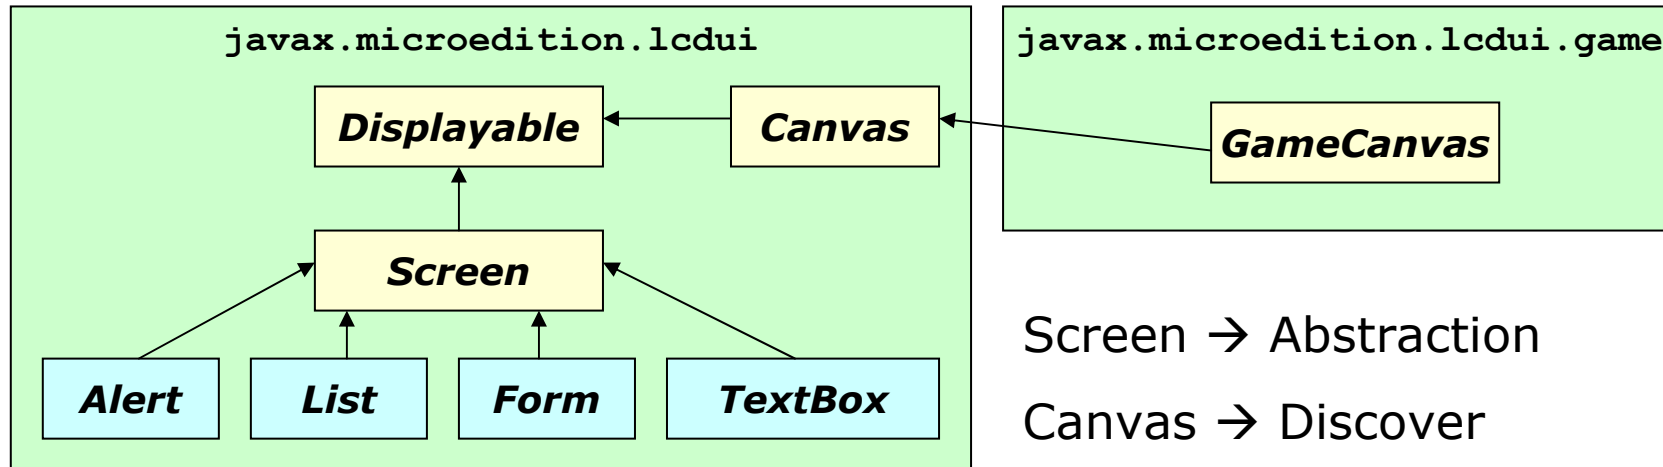 javax.microedition.lcdui
javax.microedition.lcdui.game
Displayable
Canvas
GameCanvas
Screen
Alert
List
Form
TextBox
Screen → Abstraction
Canvas → Discover